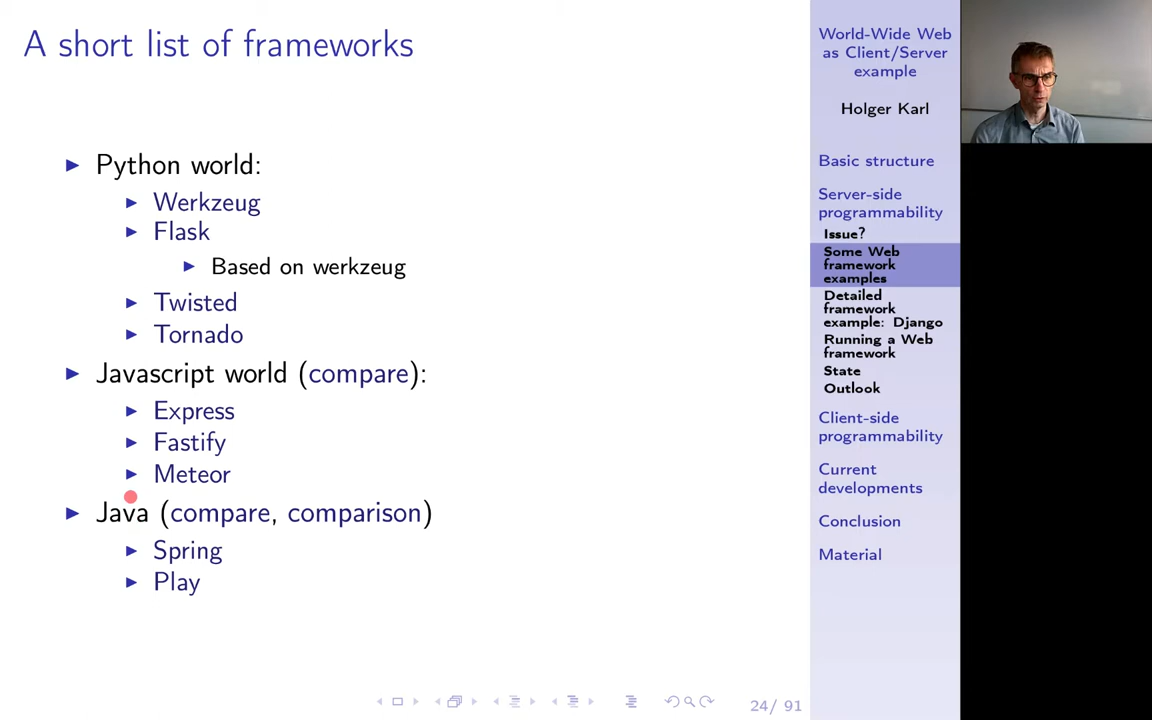 A short list of frameworks
Python world:
Werkzeug
Flask
Based on werkzeug
Twisted
Tornado
Javascript world (compare):
Express
Fastify
Meteor
Java (compare, comparison)
Spring
Play
World-Wide Web
as Client/Server
example
Holger Karl
Basic structure
Server-side
programmability
Issue?
Some Web
framework
examples
Detailed
framework
example: Django
Running a Web
framework
State
Outlook
Client-side
programmability
Current
developments
Conclusion
Material
24/ 91